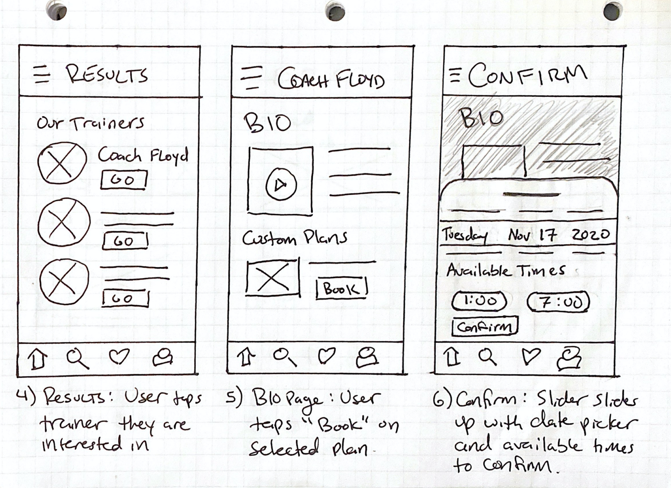 RESULTS
Our Trainers
Coach Floyd
GO
GO
GO
4) Results: User taps
trainer they are
interested in
COACH FLOYD
BIO
Custom Plans
Book
5) BIO Page: User
taps "Book" on
selected plan.
CONFIRM
BIO
Tuesday Nov 17 2020
Available Times
1:00 7:00
Confirm
6) Confirm: Slider slides
up with date picker
and available times
to confirm.